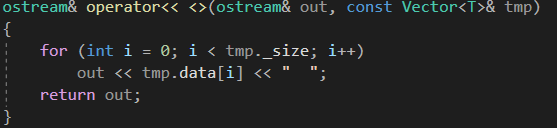 ostream& operator<< <>(ostream& out, const Vector<T>& tmp)
{
    for (int i = 0; i < tmp._size; i++)
        out << tmp.data[i] << "  ";
    return out;
}